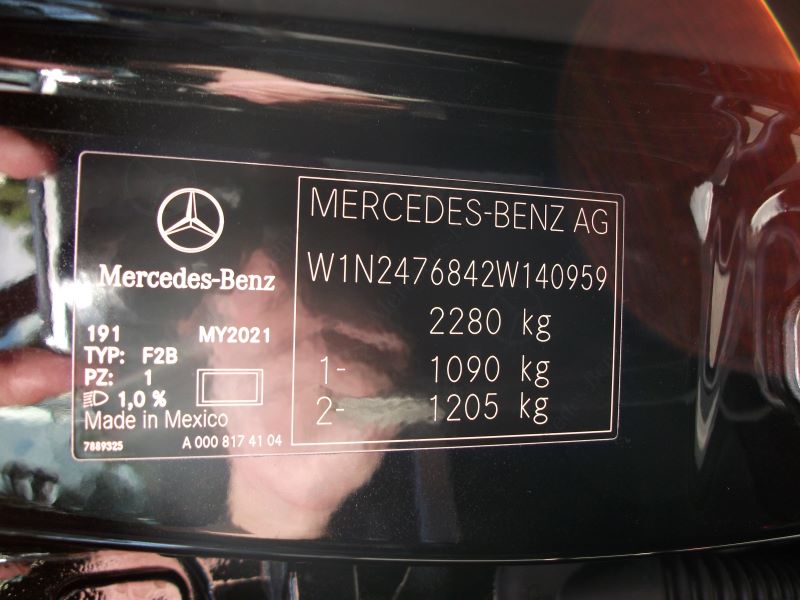 Mercedes-Benz
191 MY2021
TYP: F2B
PZ: 1
1,0 %
Made in Mexico
7889325 A 000 817 41 04
MERCEDES-BENZ AG
W1N2476842W140959
2280 kg
1- 1090 kg
2- 1205 kg